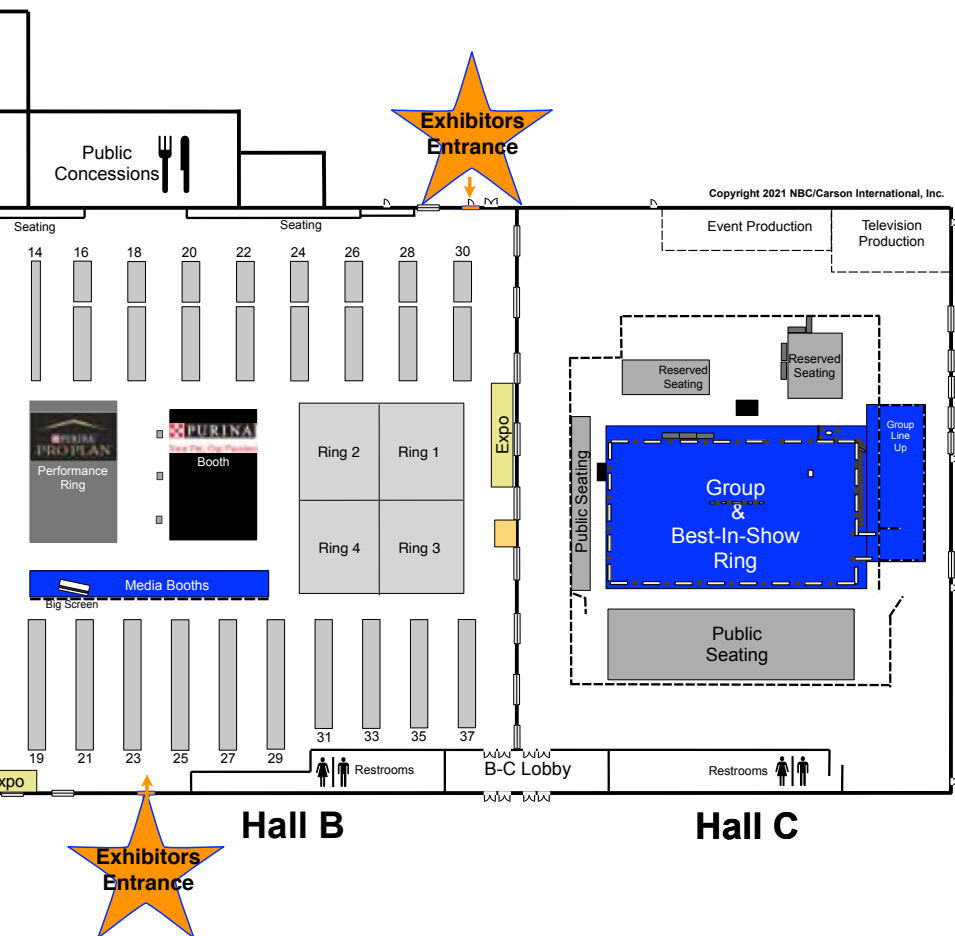 Exhibitors
Entrance
Public
Concessions
Copyright 2021 NBC/Carson International, Inc.
Seating
Seating
Event Production
Television
Production
14
16
18
20
22
24
26
28
30
Reserved
Seating
Reserved
Seating
PURINA
PRO PLAN
Performance
Ring
PURINA
Booth
Ring 2
Ring 1
Ring 4
Ring 3
Expo
Public Seating
Group
&
Best-In-Show
Ring
Group
Line
Up
Media Booths
Big Screen
Public
Seating
19
21
23
25
27
29
31
33
35
37
xpo
Restrooms
B-C Lobby
Restrooms
Hall B
Hall C
Exhibitors
Entrance